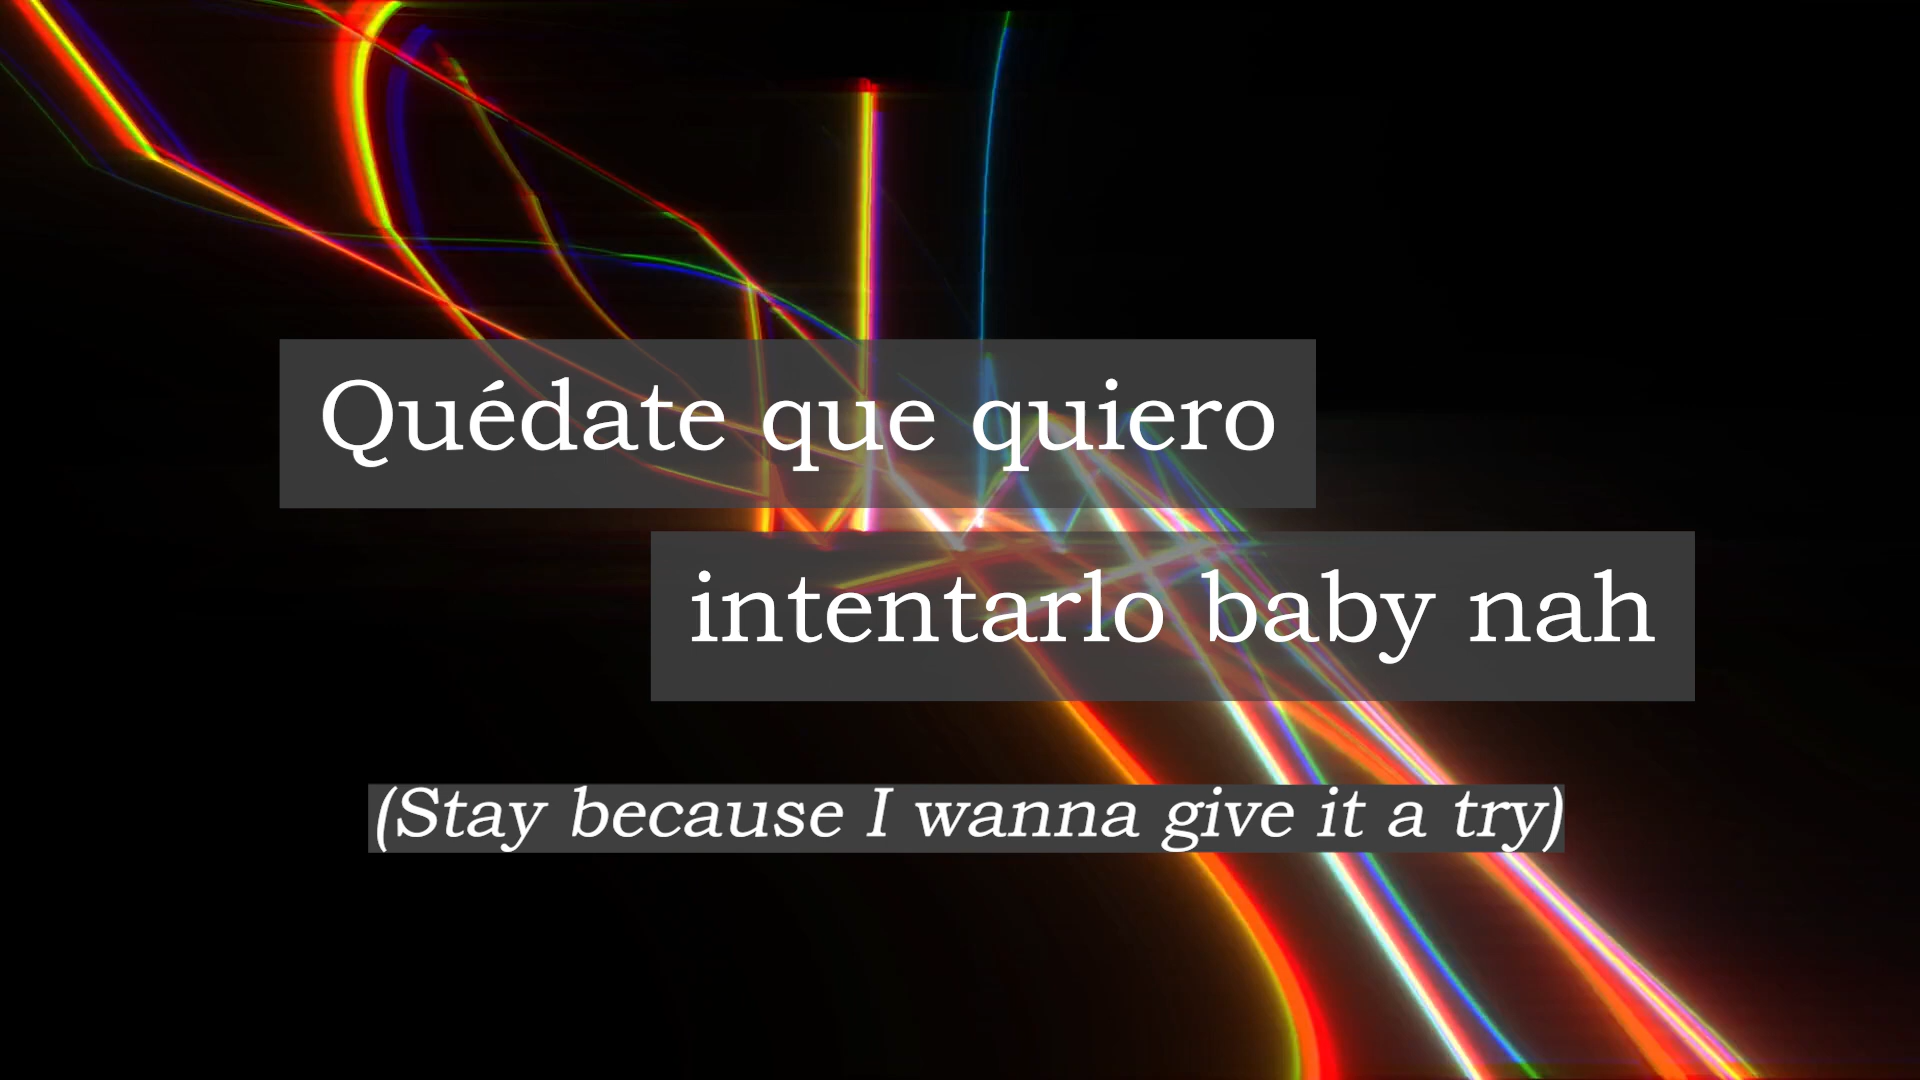 Quédate que quiero
intentarlo baby nah
(Stay because I wanna give it a try)